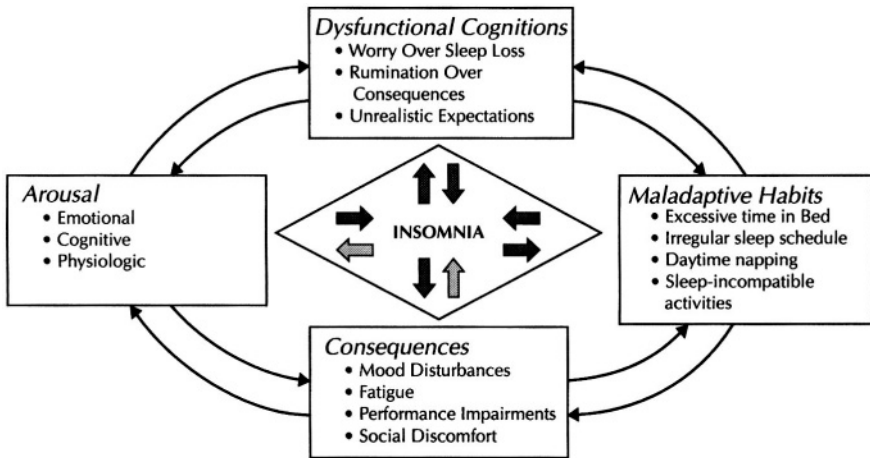 Dysfunctional Cognitions
• Worry Over Sleep Loss
• Rumination Over
Consequences
• Unrealistic Expectations
Arousal
• Emotional
• Cognitive
• Physiologic
INSOMNIA
Maladaptive Habits
• Excessive time in Bed
• Irregular sleep schedule
• Daytime napping
• Sleep-incompatible
activities
Consequences
• Mood Disturbances
• Fatigue
• Performance Impairments
• Social Discomfort